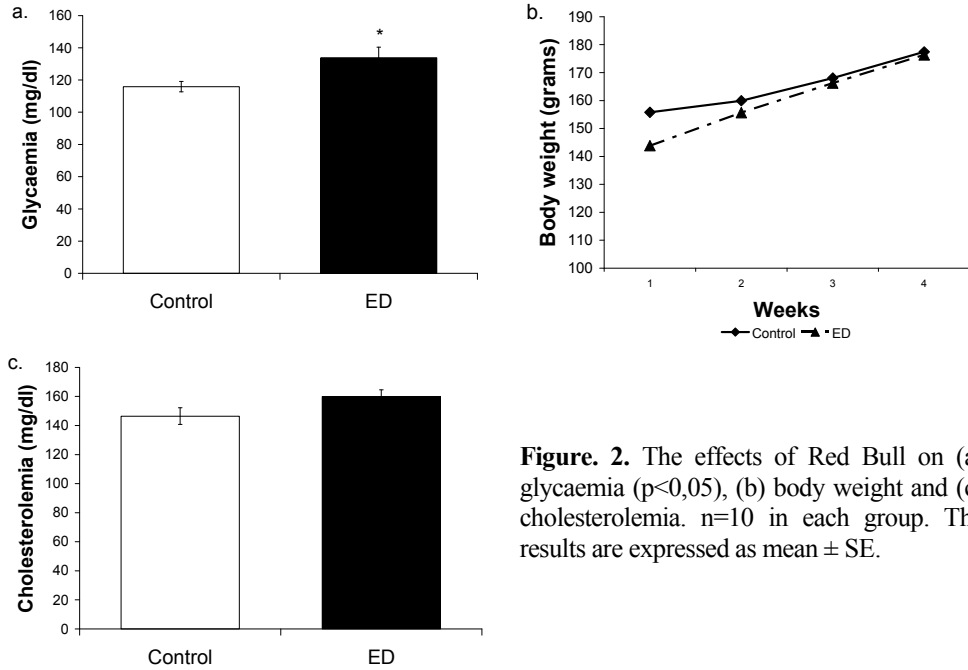 a.
160
140
120
100
80
60
40
20
0
Glycaemia (mg/dl)
*
Control ED
b.
190
180
170
160
150
140
130
120
110
100
Body weight (grams)
1 2 3 4
Weeks
Control ED
c.
180
160
140
120
100
80
60
40
20
0
Cholesterolemia (mg/dl)
Control ED
Figure. 2. The effects of Red Bull on (a
glycaemia (p<0,05), (b) body weight and (c
cholesterolemia. n=10 in each group. Th
results are expressed as mean ± SE.